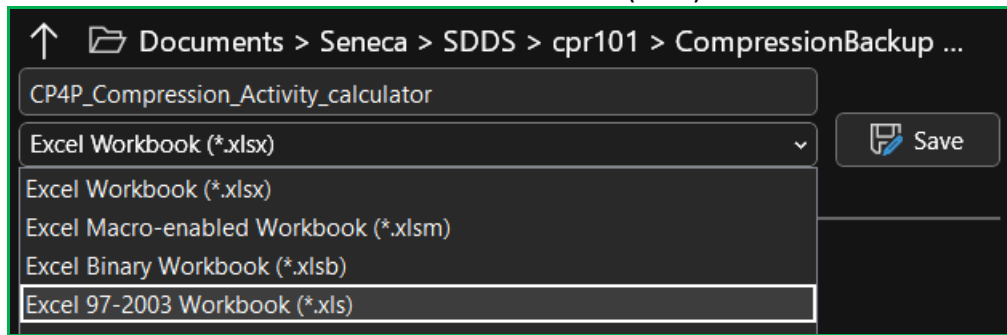 Documents > Seneca > SDDS > cpr101 > CompressionBackup ...
CP4P_Compression_Activity_calculator
Excel Workbook (*.xlsx)
Save
Excel Workbook (*.xlsx)
Excel Macro-enabled Workbook (*.xlsm)
Excel Binary Workbook (*.xlsb)
Excel 97-2003 Workbook (*.xls)